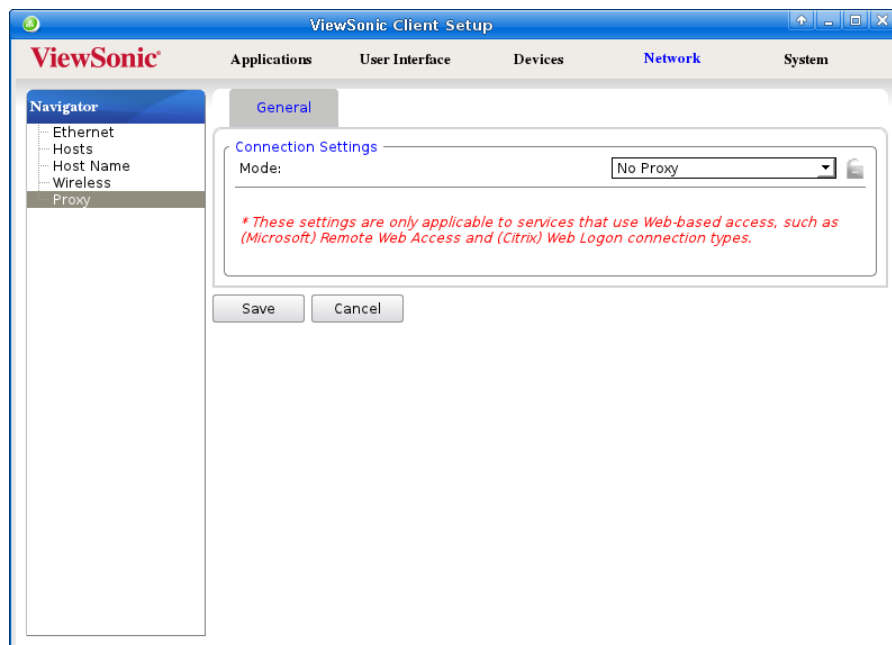 ViewSonic Client Setup
ViewSonic®
Applications
User Interface
Devices
Network
System
Navigator
Ethernet
Hosts
Host Name
Wireless
Proxy
General
Connection Settings
Mode:
No Proxy
* These settings are only applicable to services that use Web-based access, such as
(Microsoft) Remote Web Access and (Citrix) Web Logon connection types.
Save
Cancel